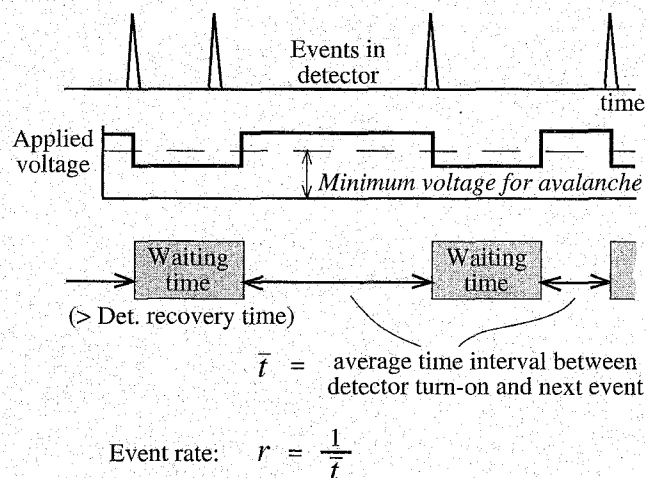 Events in
detector
time
Applied
voltage
Minimum voltage for avalanche
Waiting
time
Waiting
time
(> Det. recovery time)
t̅ = average time interval between
detector turn-on and next event
Event rate: r = 1/t̅